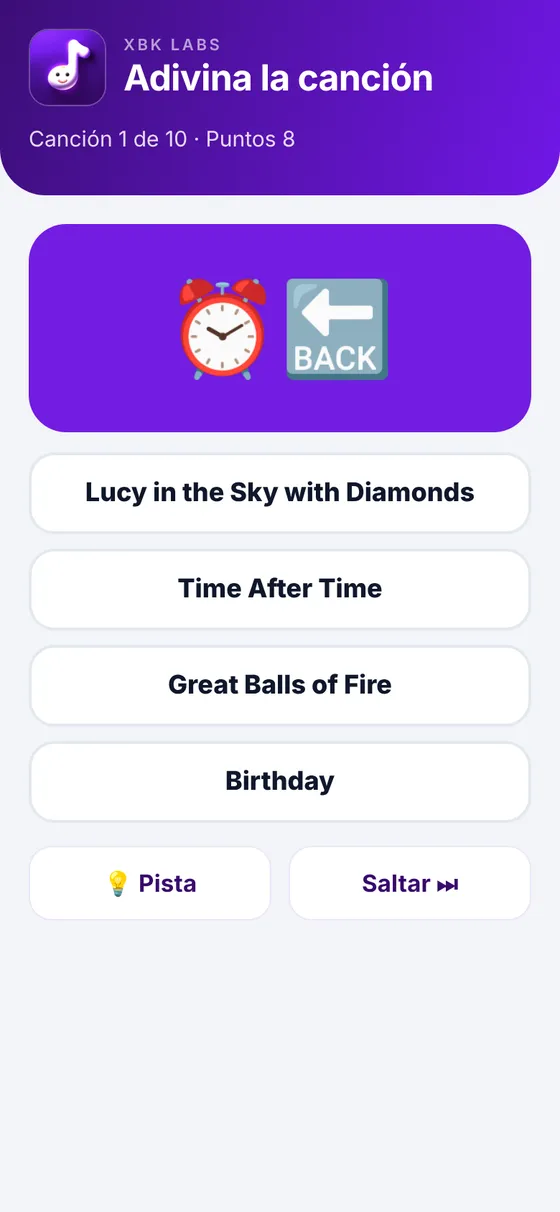 XBK LABS
Adivina la canción
Canción 1 de 10 · Puntos 8
BACK
Lucy in the Sky with Diamonds
Time After Time
Great Balls of Fire
Birthday
💡 Pista
Saltar ⏭